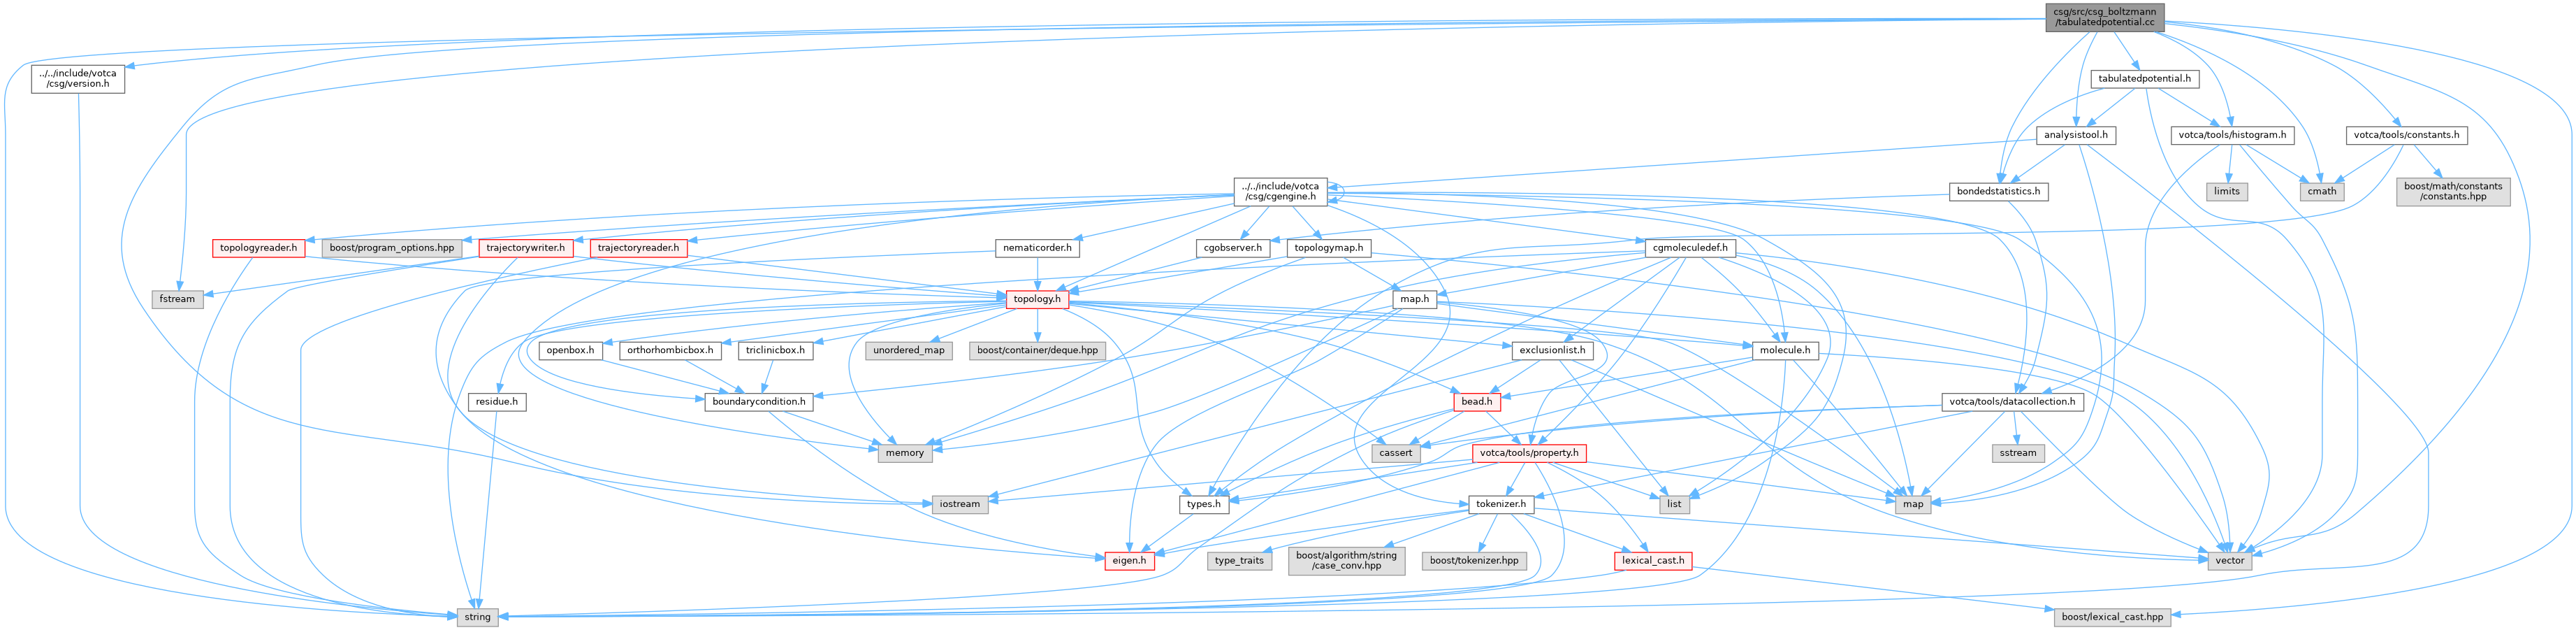 csg/src/csg_boltzmann
/tabulatedpotential.cc
../../include/votca
/csg/version.h
tabulatedpotential.h
analysistool.h
votca/tools/histogram.h
votca/tools/constants.h
../../include/votca
/csg/cgengine.h
bondedstatistics.h
limits
cmath
boost/math/constants
/constants.hpp
topologyreader.h
boost/program_options.hpp
trajectorywriter.h
trajectoryreader.h
nematicorder.h
cgobserver.h
topologymap.h
cgmoleculedef.h
fstream
topology.h
map.h
openbox.h
orthorhombicbox.h
triclinicbox.h
unordered_map
boost/container/deque.hpp
exclusionlist.h
molecule.h
residue.h
boundarycondition.h
bead.h
votca/tools/datacollection.h
memory
cassert
votca/tools/property.h
sstream
iostream
types.h
tokenizer.h
list
map
eigen.h
type_traits
boost/algorithm/string
/case_conv.hpp
boost/tokenizer.hpp
lexical_cast.h
vector
string
boost/lexical_cast.hpp